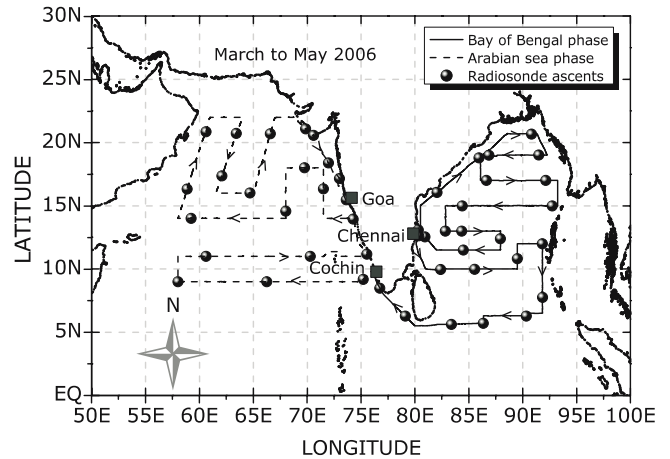 30N
25N
20N
15N
10N
5N
EQ
LATITUDE
March to May 2006
Bay of Bengal phase
Arabian sea phase
Radiosonde ascents
Goa
Chennai
Cochin
N
50E 55E 60E 65E 70E 75E 80E 85E 90E 95E 100E
LONGITUDE